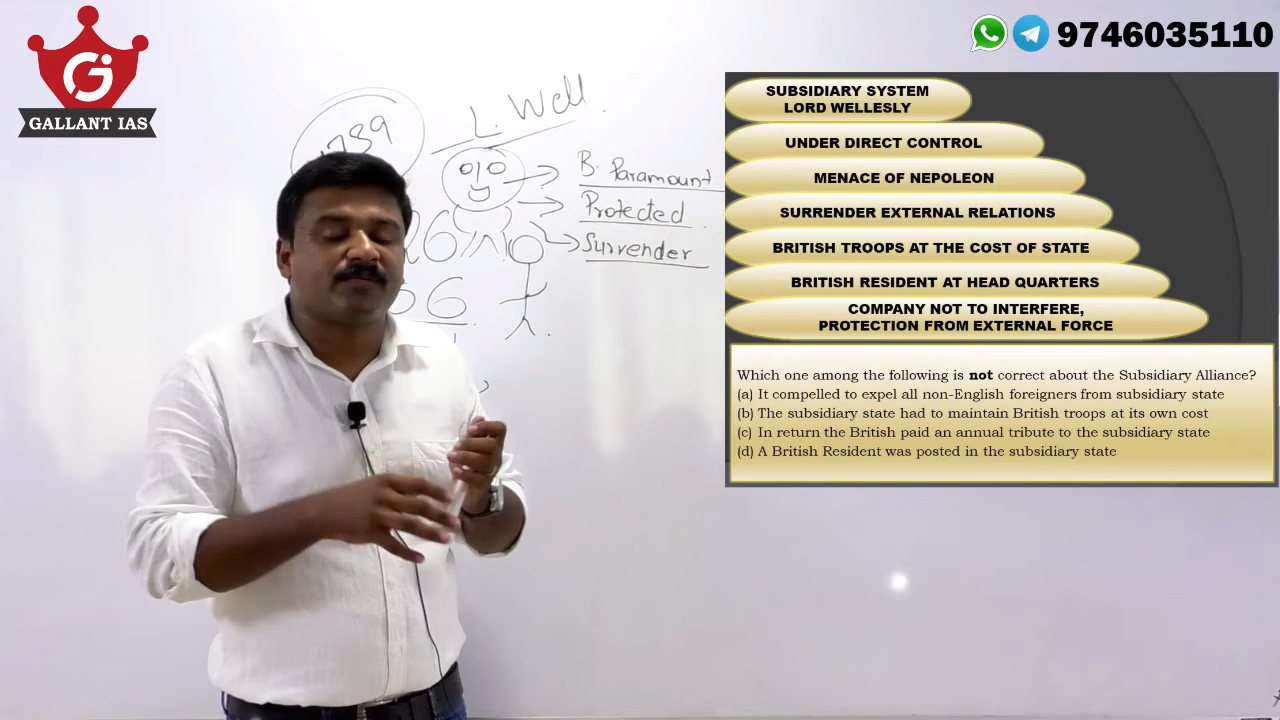 GALLANT IAS
9746035110
L. Well
B. Paramount
Protected
Surrender
SUBSIDIARY SYSTEM
LORD WELLESLY
UNDER DIRECT CONTROL
MENACE OF NEPOLEON
SURRENDER EXTERNAL RELATIONS
BRITISH TROOPS AT THE COST OF STATE
BRITISH RESIDENT AT HEAD QUARTERS
COMPANY NOT TO INTERFERE,
PROTECTION FROM EXTERNAL FORCE
Which one among the following is not correct about the Subsidiary Alliance?
(a) It compelled to expel all non-English foreigners from subsidiary state
(b) The subsidiary state had to maintain British troops at its own cost
(c) In return the British paid an annual tribute to the subsidiary state
(d) A British Resident was posted in the subsidiary state